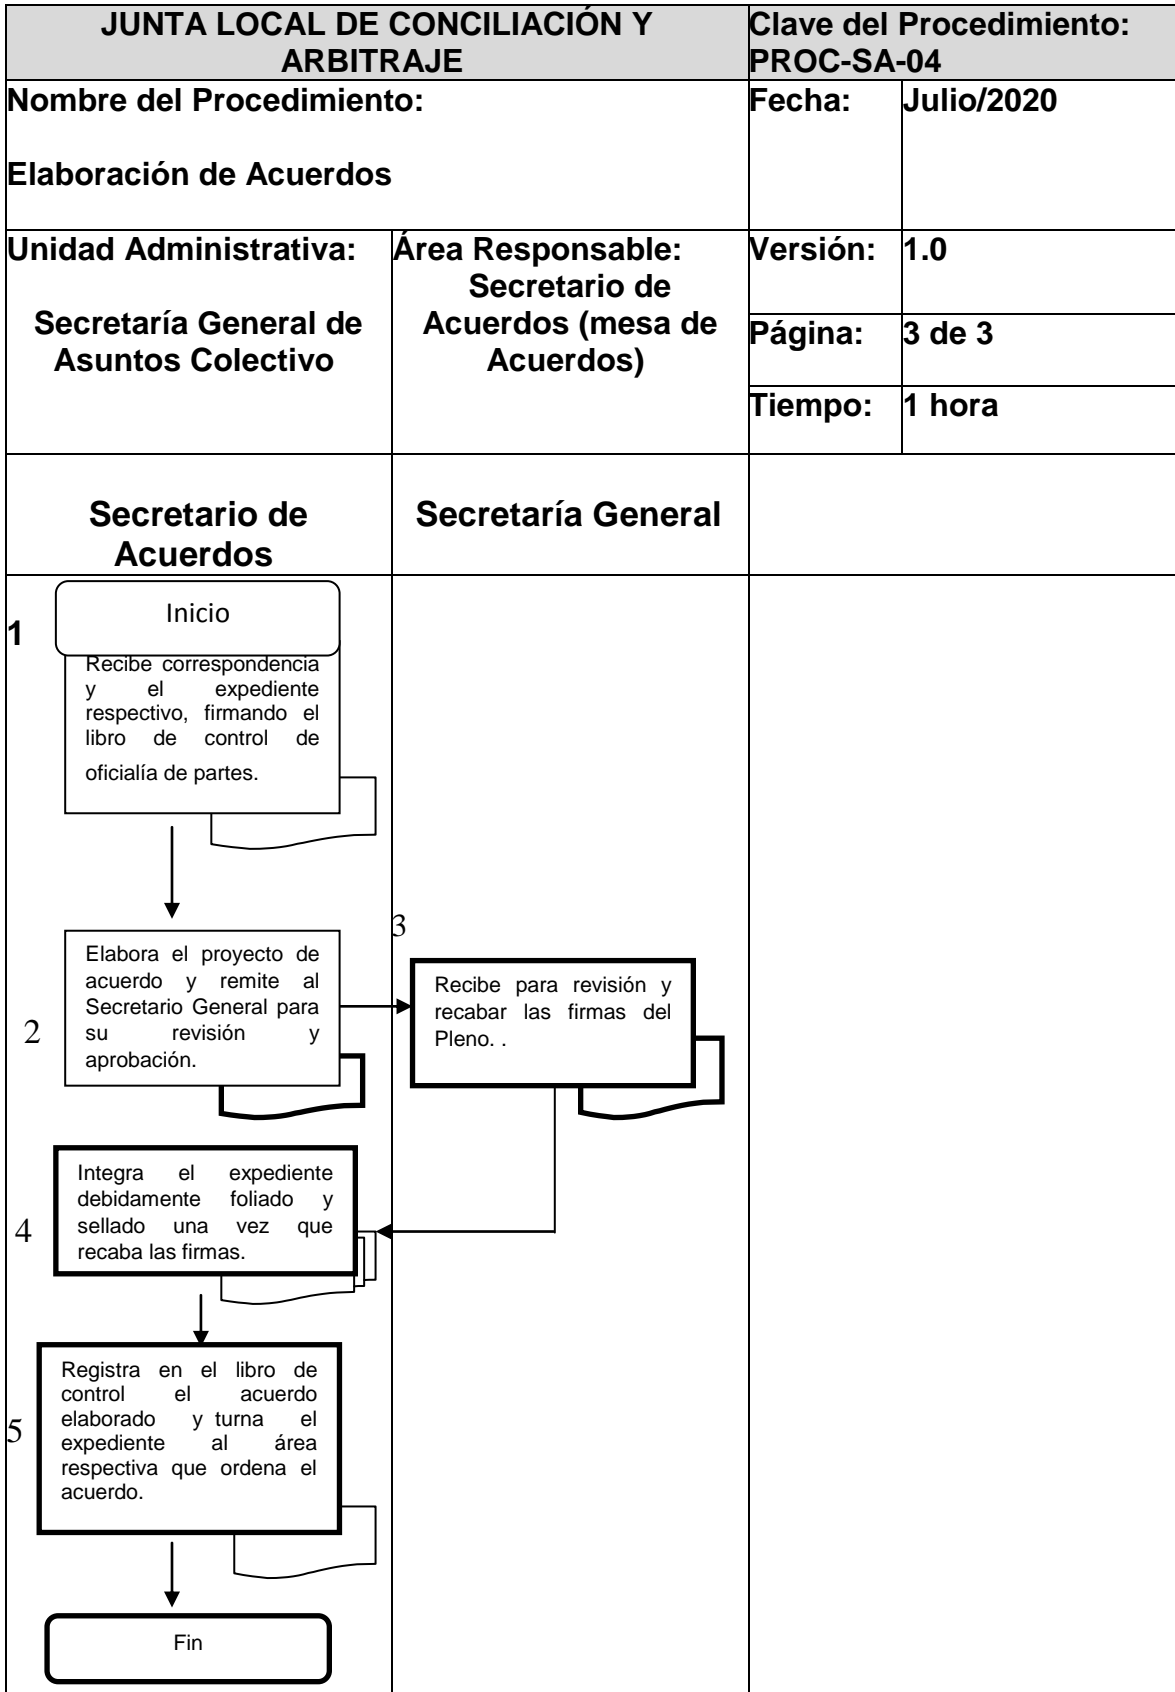 JUNTA LOCAL DE CONCILIACIÓN Y
ARBITRAJE
Clave del Procedimiento:
PROC-SA-04
Nombre del Procedimiento:
Elaboración de Acuerdos
Fecha:
Julio/2020
Unidad Administrativa:
Secretaría General de
Asuntos Colectivo
Área Responsable:
Secretario de
Acuerdos (mesa de
Acuerdos)
Versión:
1.0
Página:
3 de 3
Tiempo:
1 hora
Secretario de
Acuerdos
Secretaría General
1
Inicio
Recibe correspondencia
y el expediente
respectivo, firmando el
libro de control de
oficialía de partes.
2
Elabora el proyecto de
acuerdo y remite al
Secretario General para
su revisión y
aprobación.
3
Recibe para revisión y
recabar las firmas del
Pleno. .
4
Integra el expediente
debidamente foliado y
sellado una vez que
recaba las firmas.
5
Registra en el libro de
control el acuerdo
elaborado y turna el
expediente al área
respectiva que ordena el
acuerdo.
Fin